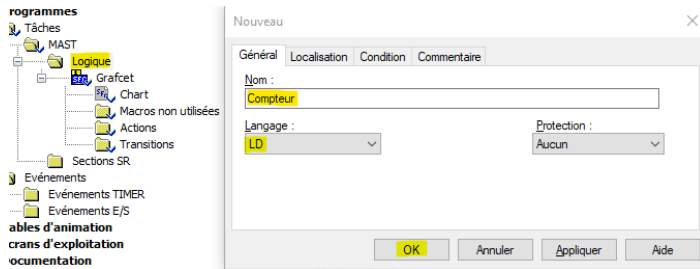 rogrammes
Tâches
MAST
Logique
Grafcet
Chart
Macros non utilisées
Actions
Transitions
Sections SR
Evénements
Evénements TIMER
Evénements E/S
ables d'animation
crans d'exploitation
ocumentation
Nouveau
Général Localisation Condition Commentaire
Nom :
Compteur
Langage : Protection :
LD Aucun
OK Annuler Appliquer Aide